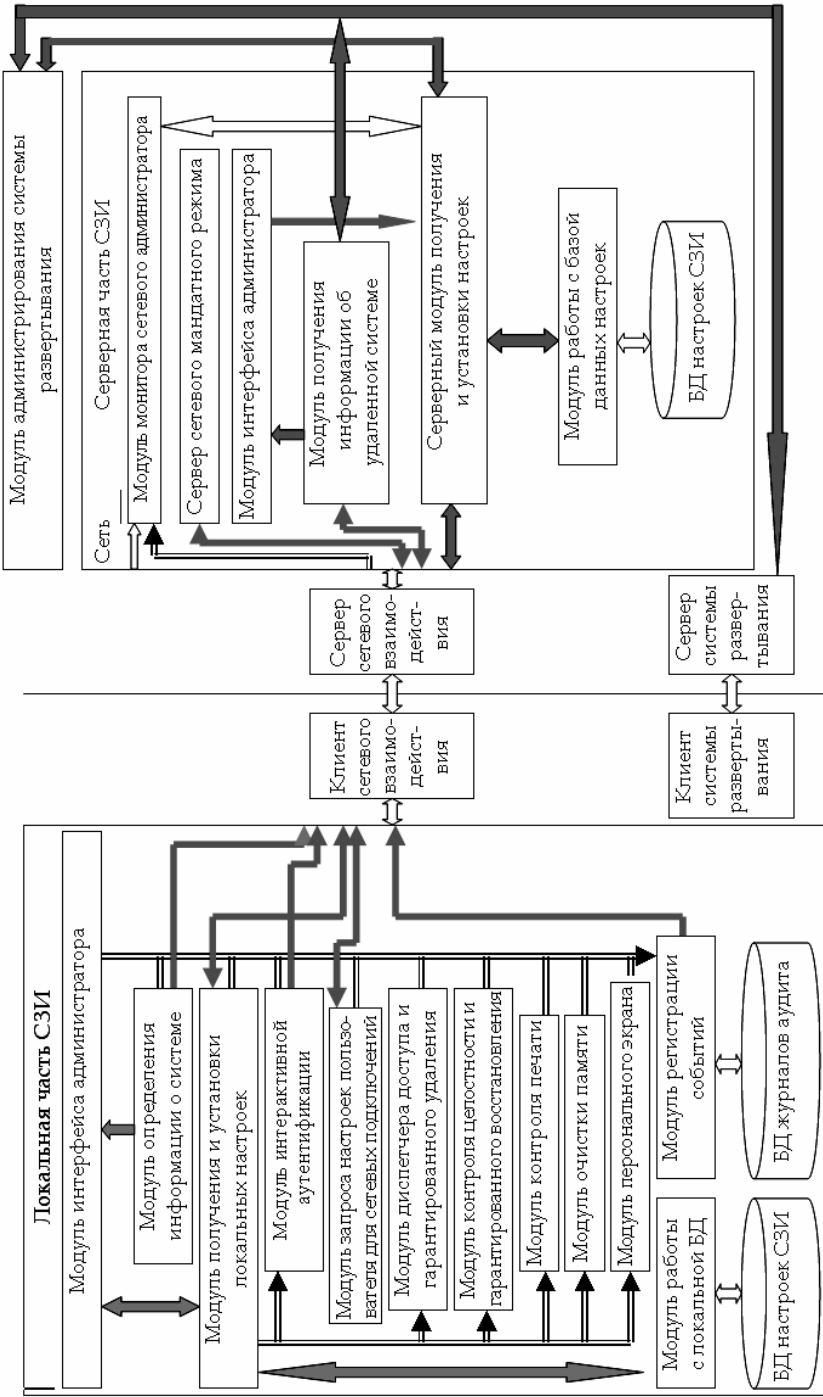 Локальная часть СЗИ
Модуль интерфейса администратора
Модуль определения
информации о системе
Модуль получения и установки
локальных настроек
Модуль интерактивной
аутентификации
Модуль запроса настроек пользо-
вателя для сетевых подключений
Модуль диспетчера доступа и
гарантированного удаления
Модуль контроля целостности и
гарантированного восстановления
Модуль контроля печати
Модуль очистки памяти
Модуль персонального экрана
Модуль работы
с локальной БД
Модуль регистрации
событий
БД настроек СЗИ
БД журналов аудита
Клиент
сетевого
взаимо-
дейст-
вия
Клиент
системы
разверты-
вания
Сервер
сетевого
взаимо-
дейст-
вия
Сервер
системы
развер-
тывания
Модуль администрирования системы
развертывания
Сеть
Серверная часть СЗИ
Модуль монитора сетевого администратора
Сервер сетевого мандатного режима
Модуль интерфейса администратора
Модуль получения
информации об
удаленной системе
Серверный модуль получения
и установки настроек
Модуль работы с базой
данных настроек
БД настроек СЗИ